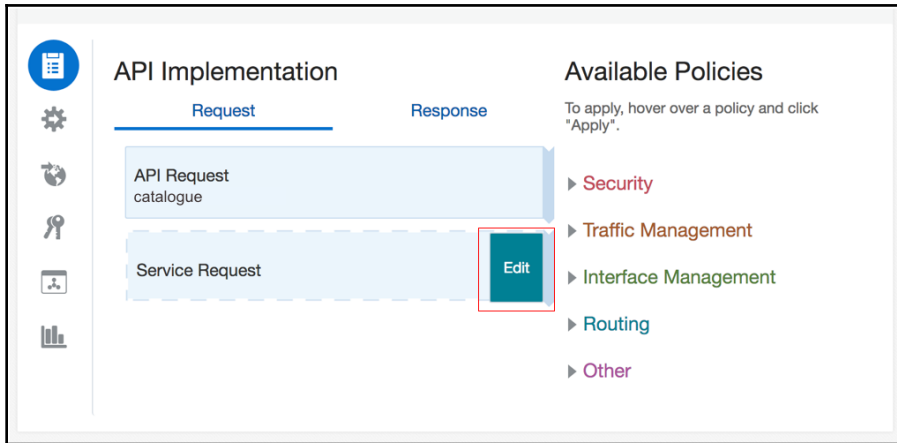 API Implementation
Request
Response
API Request
catalogue
Service Request
Edit
Available Policies
To apply, hover over a policy and click
"Apply".
Security
Traffic Management
Interface Management
Routing
Other